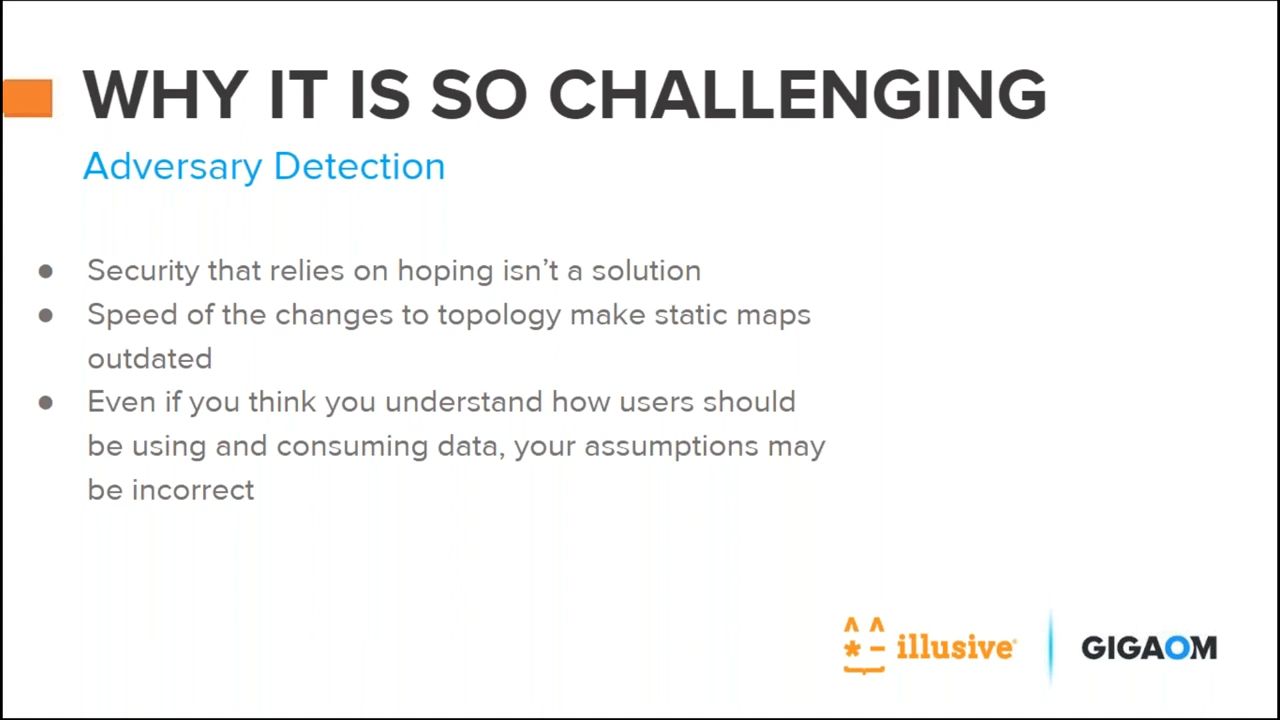 WHY IT IS SO CHALLENGING
Adversary Detection
● Security that relies on hoping isn't a solution
● Speed of the changes to topology make static maps
outdated
● Even if you think you understand how users should
be using and consuming data, your assumptions may
be incorrect
illusive® GIGAOM